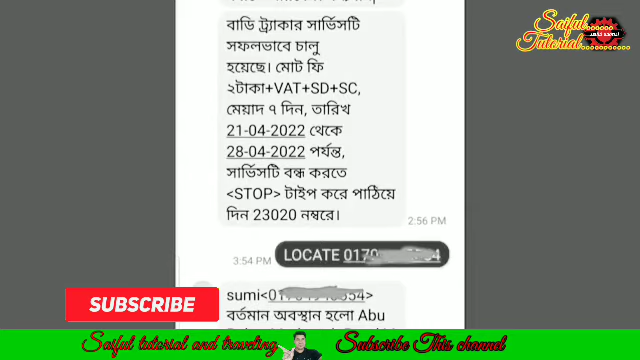 বাডি ট্র্যাকার সার্ভিসটি
সফলভাবে চালু
হয়েছে। মোট ফি
২টাকা+VAT+SD+SC,
মেয়াদ ৭ দিন, তারিখ
21-04-2022 থেকে
28-04-2022 পর্যন্ত,
সার্ভিসটি বন্ধ করতে
<STOP> টাইপ করে পাঠিয়ে
দিন 23020 নম্বরে।
2:56 PM
LOCATE
3:54 PM
sumi
বর্তমান অবস্থান হলো Abu
Saiful......
Tutorial...........
SUBSCRIBE
Saiful tutorial and traveling
Subscribe This channel